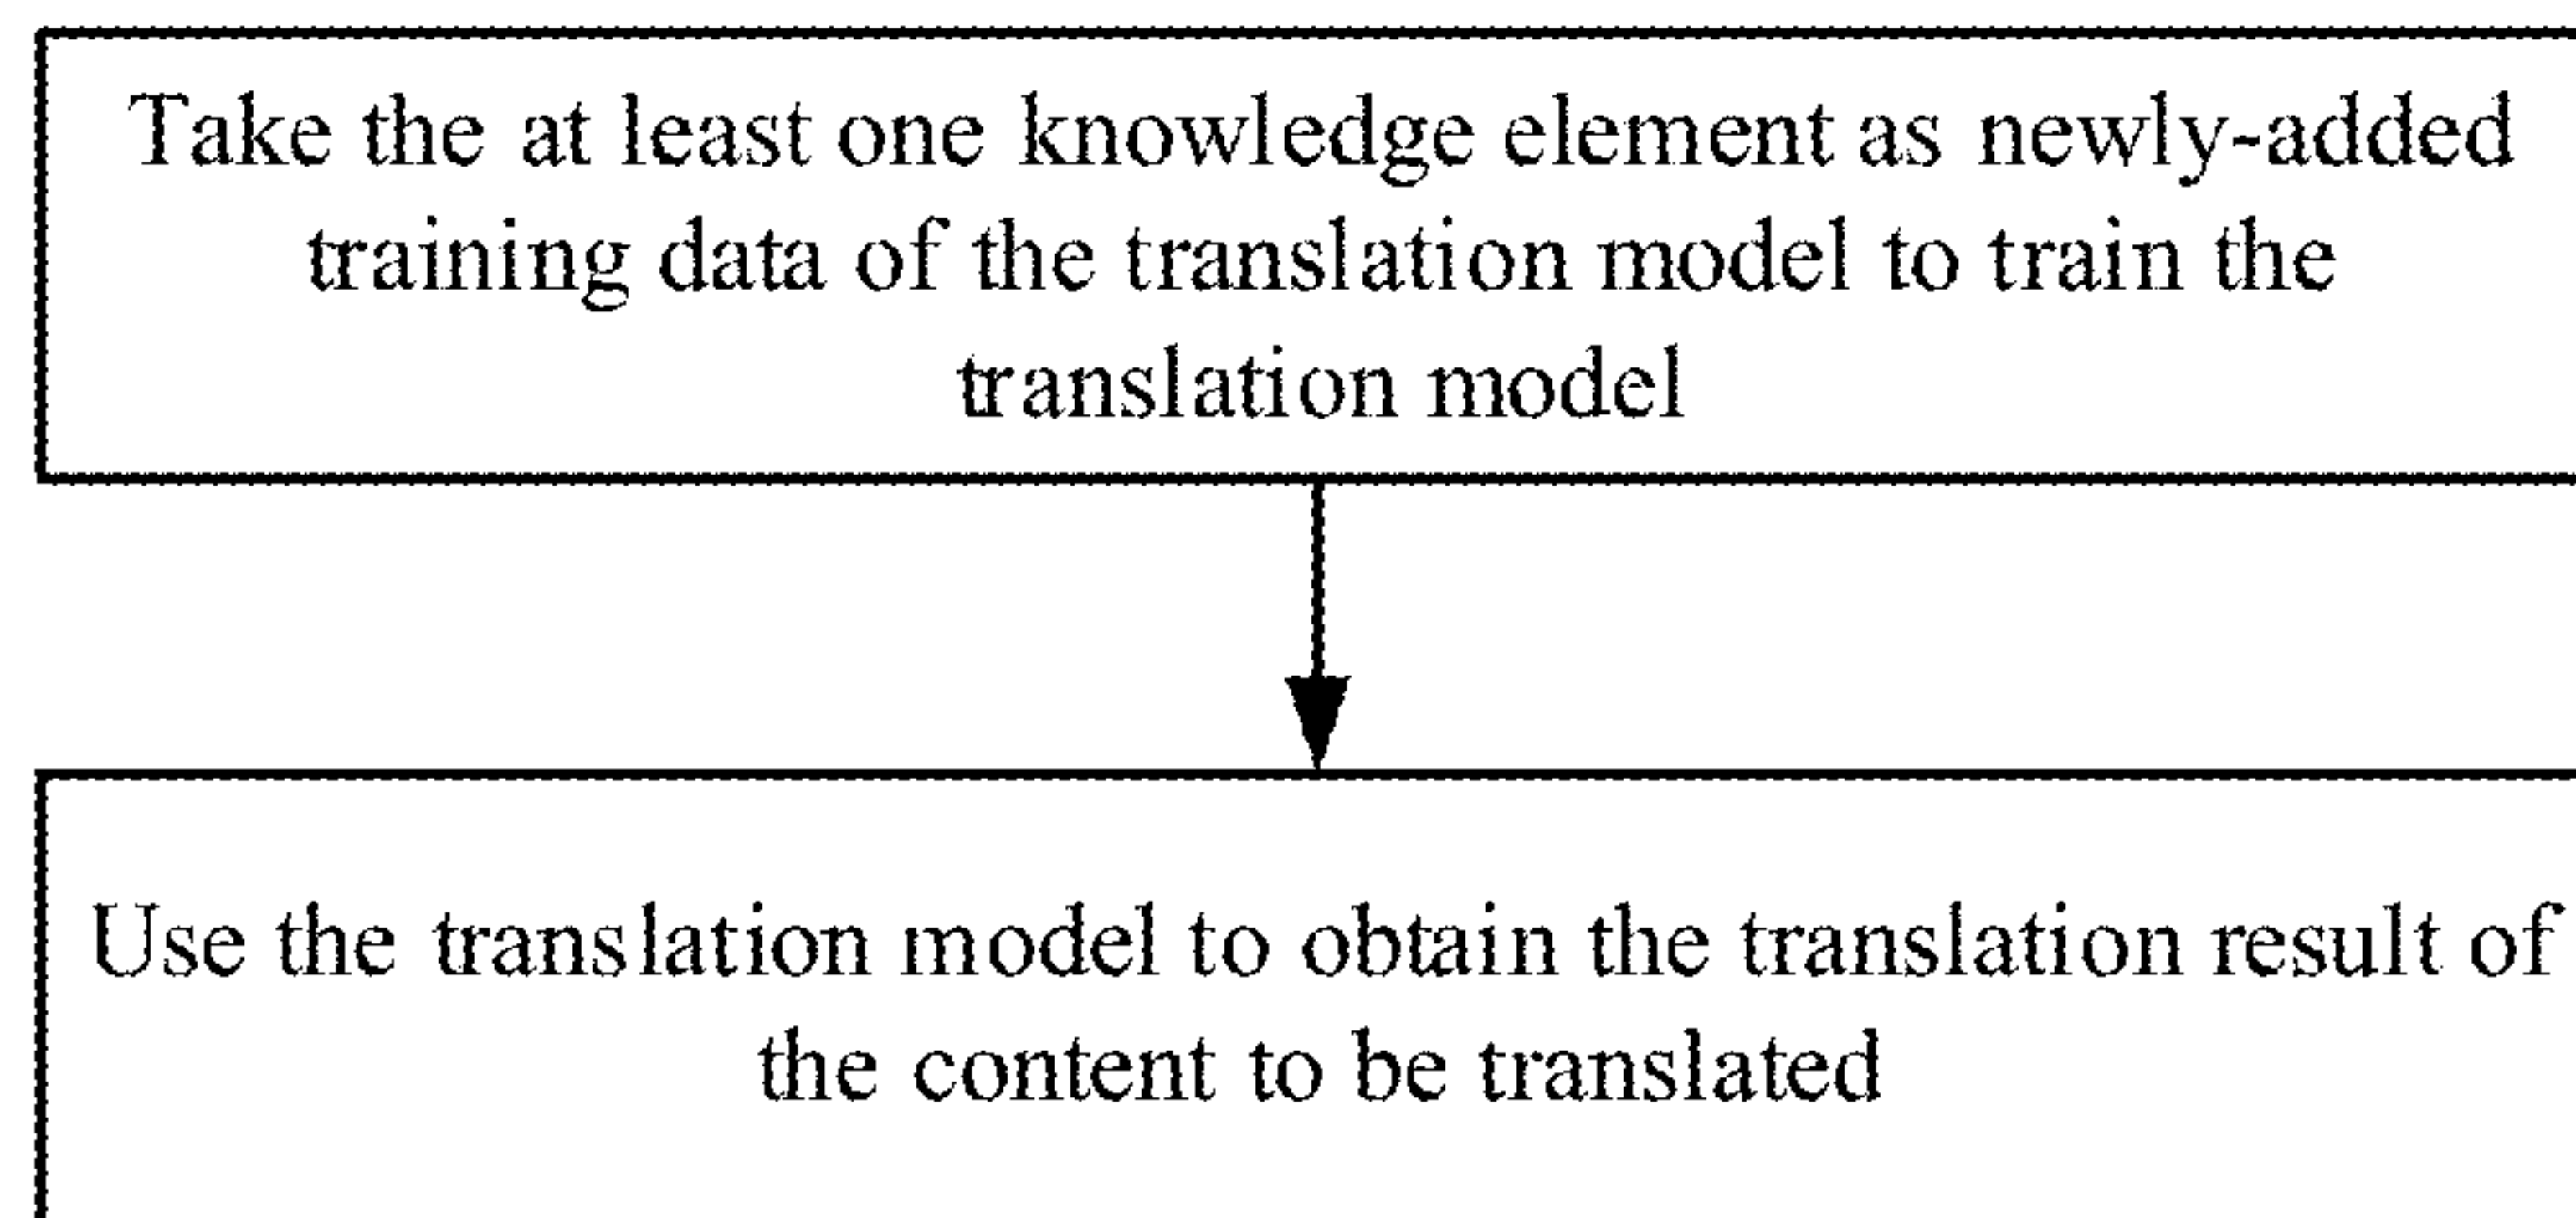 Take the at least one knowledge element as newly-added
training data of the translation model to train the
translation model
Use the translation model to obtain the translation result of
the content to be translated